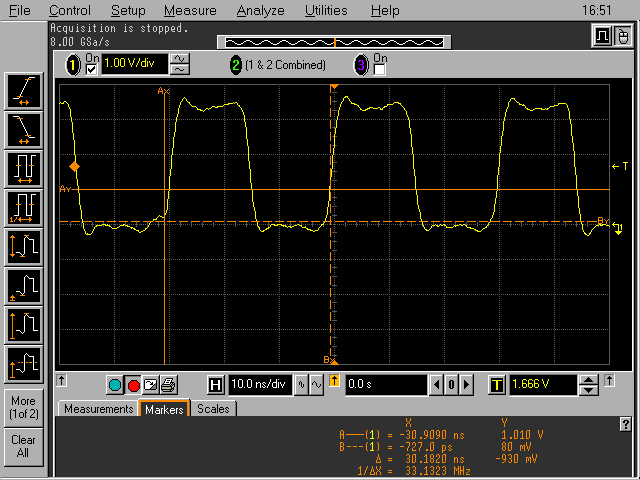 File Control Setup Measure Analyze Utilities Help 16:51
Acquisition is stopped.
8.00 GSa/s
1 On 1.00 V/div 2 (1 & 2 Combined) 3 On
Ax
T
Ay
Bx
By
1
More
(1of 2)
Clear
All
H 10.0 ns/div 0.0 s 0 T 1.666 V
Measurements Markers Scales ?
X Y
A---(1) = -30.9090 ns 1.010 V
B---(1) = -727.0 ps 80 mV
Δ = 30.1820 ns -930 mV
1/ΔX = 33.1323 MHz